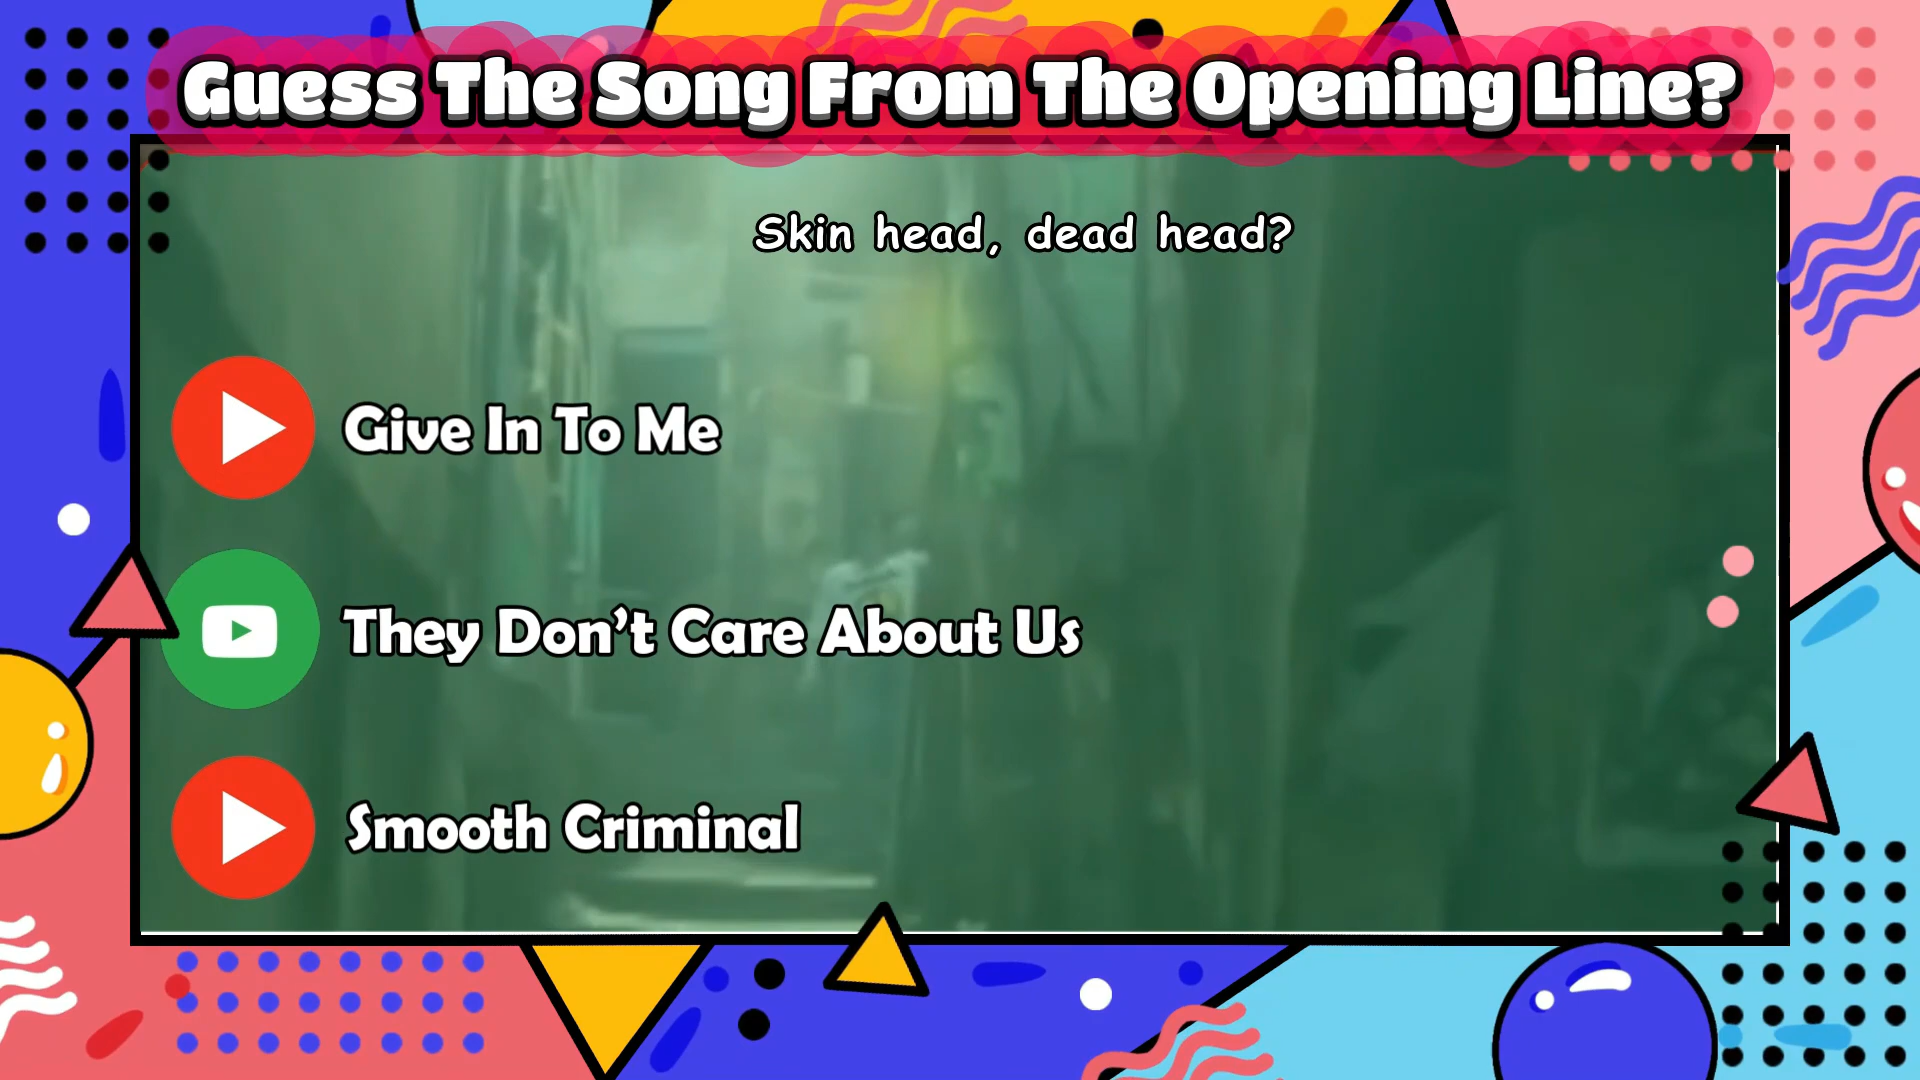 Guess The Song From The Opening Line?
Skin head, dead head?
Give In To Me
They Don't Care About Us
Smooth Criminal